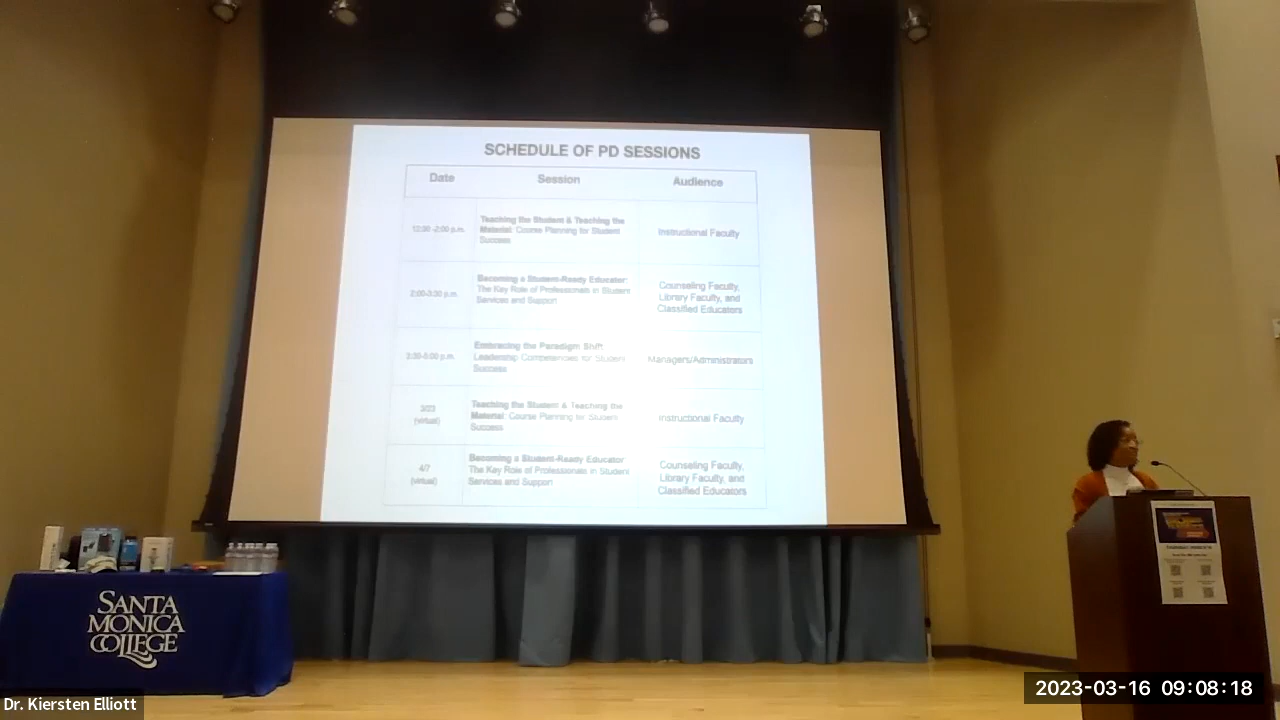 SCHEDULE OF PD SESSIONS
Date Session Audience
12:00 -2:00 p.m.
Teaching the Student & Teaching the
Material: Course Planning for Student
Success
Instructional Faculty
2:00-3:30 p.m.
Becoming a Student-Ready Educator:
The Key Role of Professionals in Student
Services and Support
Counseling Faculty,
Library Faculty, and
Classified Educators
3:30-5:00 p.m.
Embracing the Paradigm Shift:
Leadership Competencies for Student
Success
Managers/Administrators
3/23
(virtual)
Teaching the Student & Teaching the
Material: Course Planning for Student
Success
Instructional Faculty
4/7
(virtual)
Becoming a Student-Ready Educator:
The Key Role of Professionals in Student
Services and Support
Counseling Faculty,
Library Faculty, and
Classified Educators
SANTA
MONICA
COLLEGE
Dr. Kiersten Elliott
2023-03-16 09:08:18